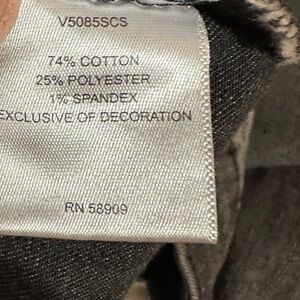 V5085SCS
74% COTTON
25% POLYESTER
1% SPANDEX
EXCLUSIVE OF DECORATION
RN 58909